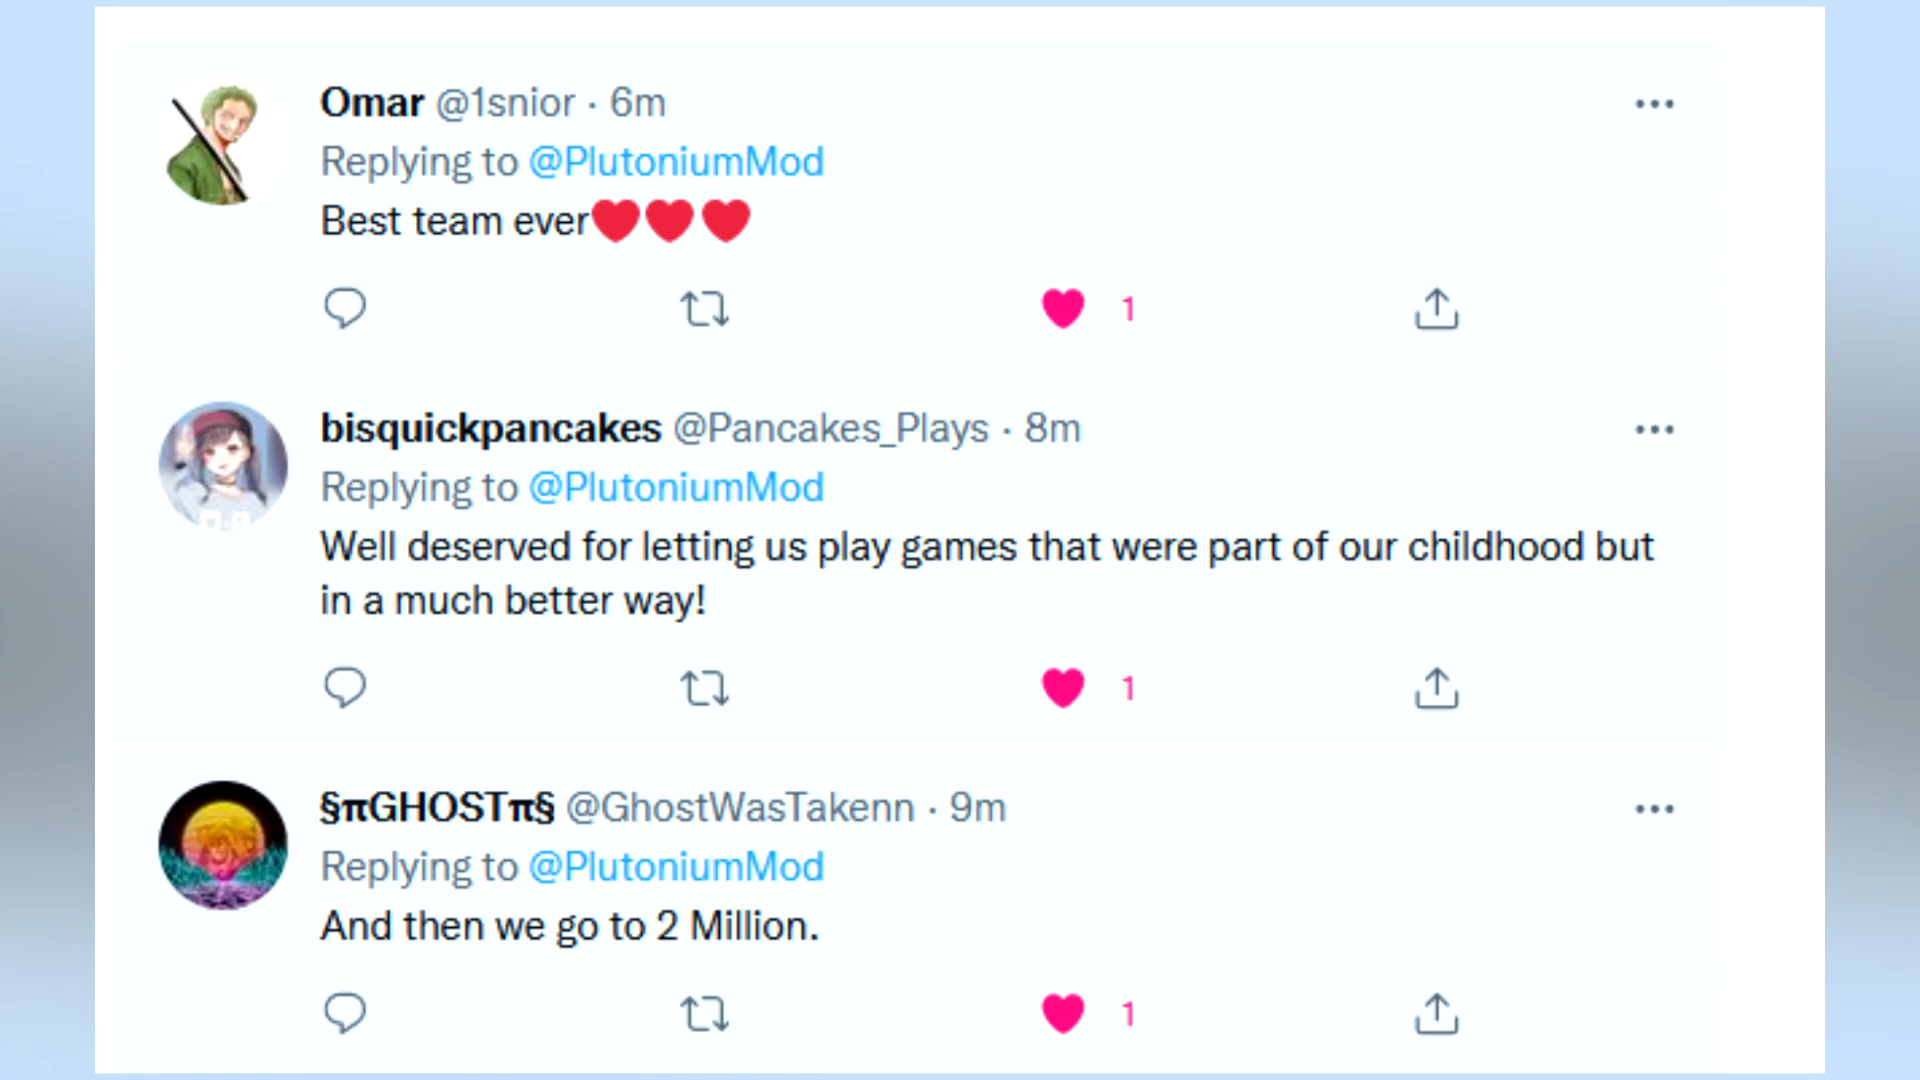 Omar @1snior · 6m
Replying to @PlutoniumMod
Best team ever❤️❤️❤️
1
bisquickpancakes @Pancakes_Plays · 8m
Replying to @PlutoniumMod
Well deserved for letting us play games that were part of our childhood but
in a much better way!
1
§πGHOSTπ§ @GhostWasTakenn · 9m
Replying to @PlutoniumMod
And then we go to 2 Million.
1